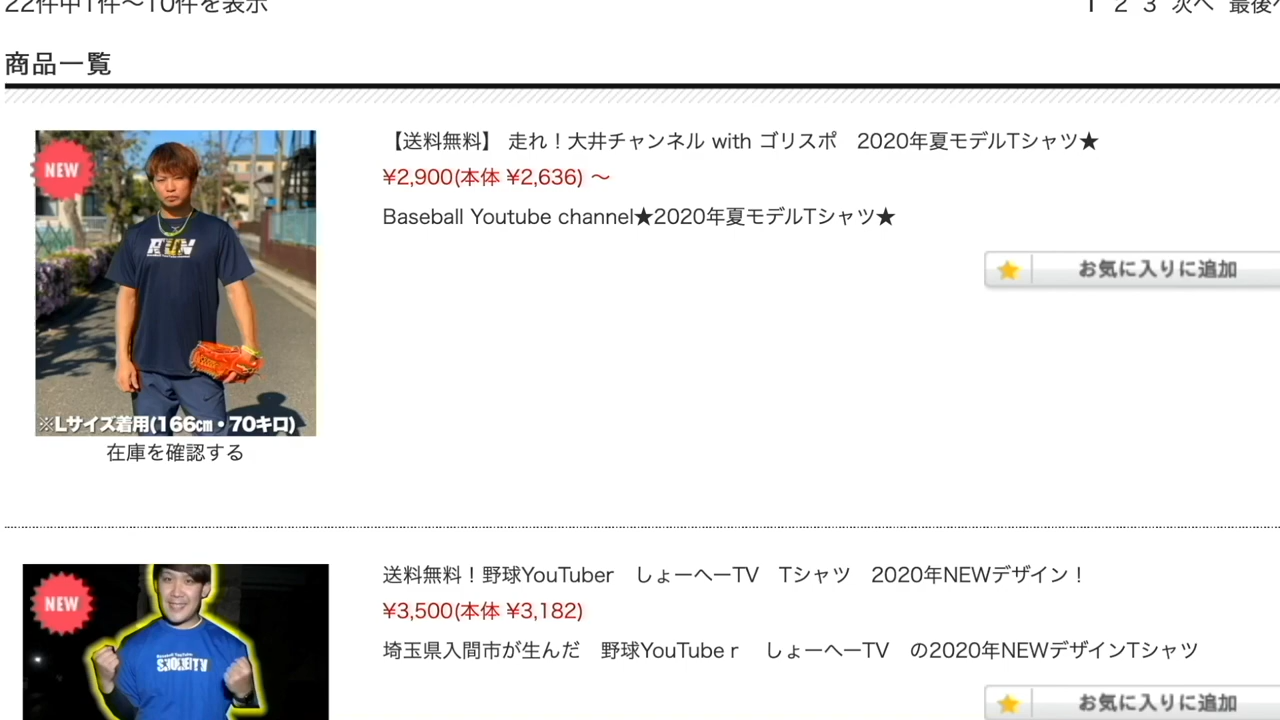 22件中1件〜10件を表示
1 2 3 次へ 最後へ
商品一覧
NEW
RUN
※Lサイズ着用(166cm・70キロ)
在庫を確認する
【送料無料】 走れ！大井チャンネル with ゴリスポ　2020年夏モデルTシャツ★
¥2,900(本体 ¥2,636) 〜
Baseball Youtube channel★2020年夏モデルTシャツ★
お気に入りに追加
NEW
SHOHEITV
送料無料！野球YouTuber　しょーへーTV　Tシャツ　2020年NEWデザイン！
¥3,500(本体 ¥3,182)
埼玉県入間市が生んだ　野球YouTubeｒ　しょーへーTV　の2020年NEWデザインTシャツ
お気に入りに追加